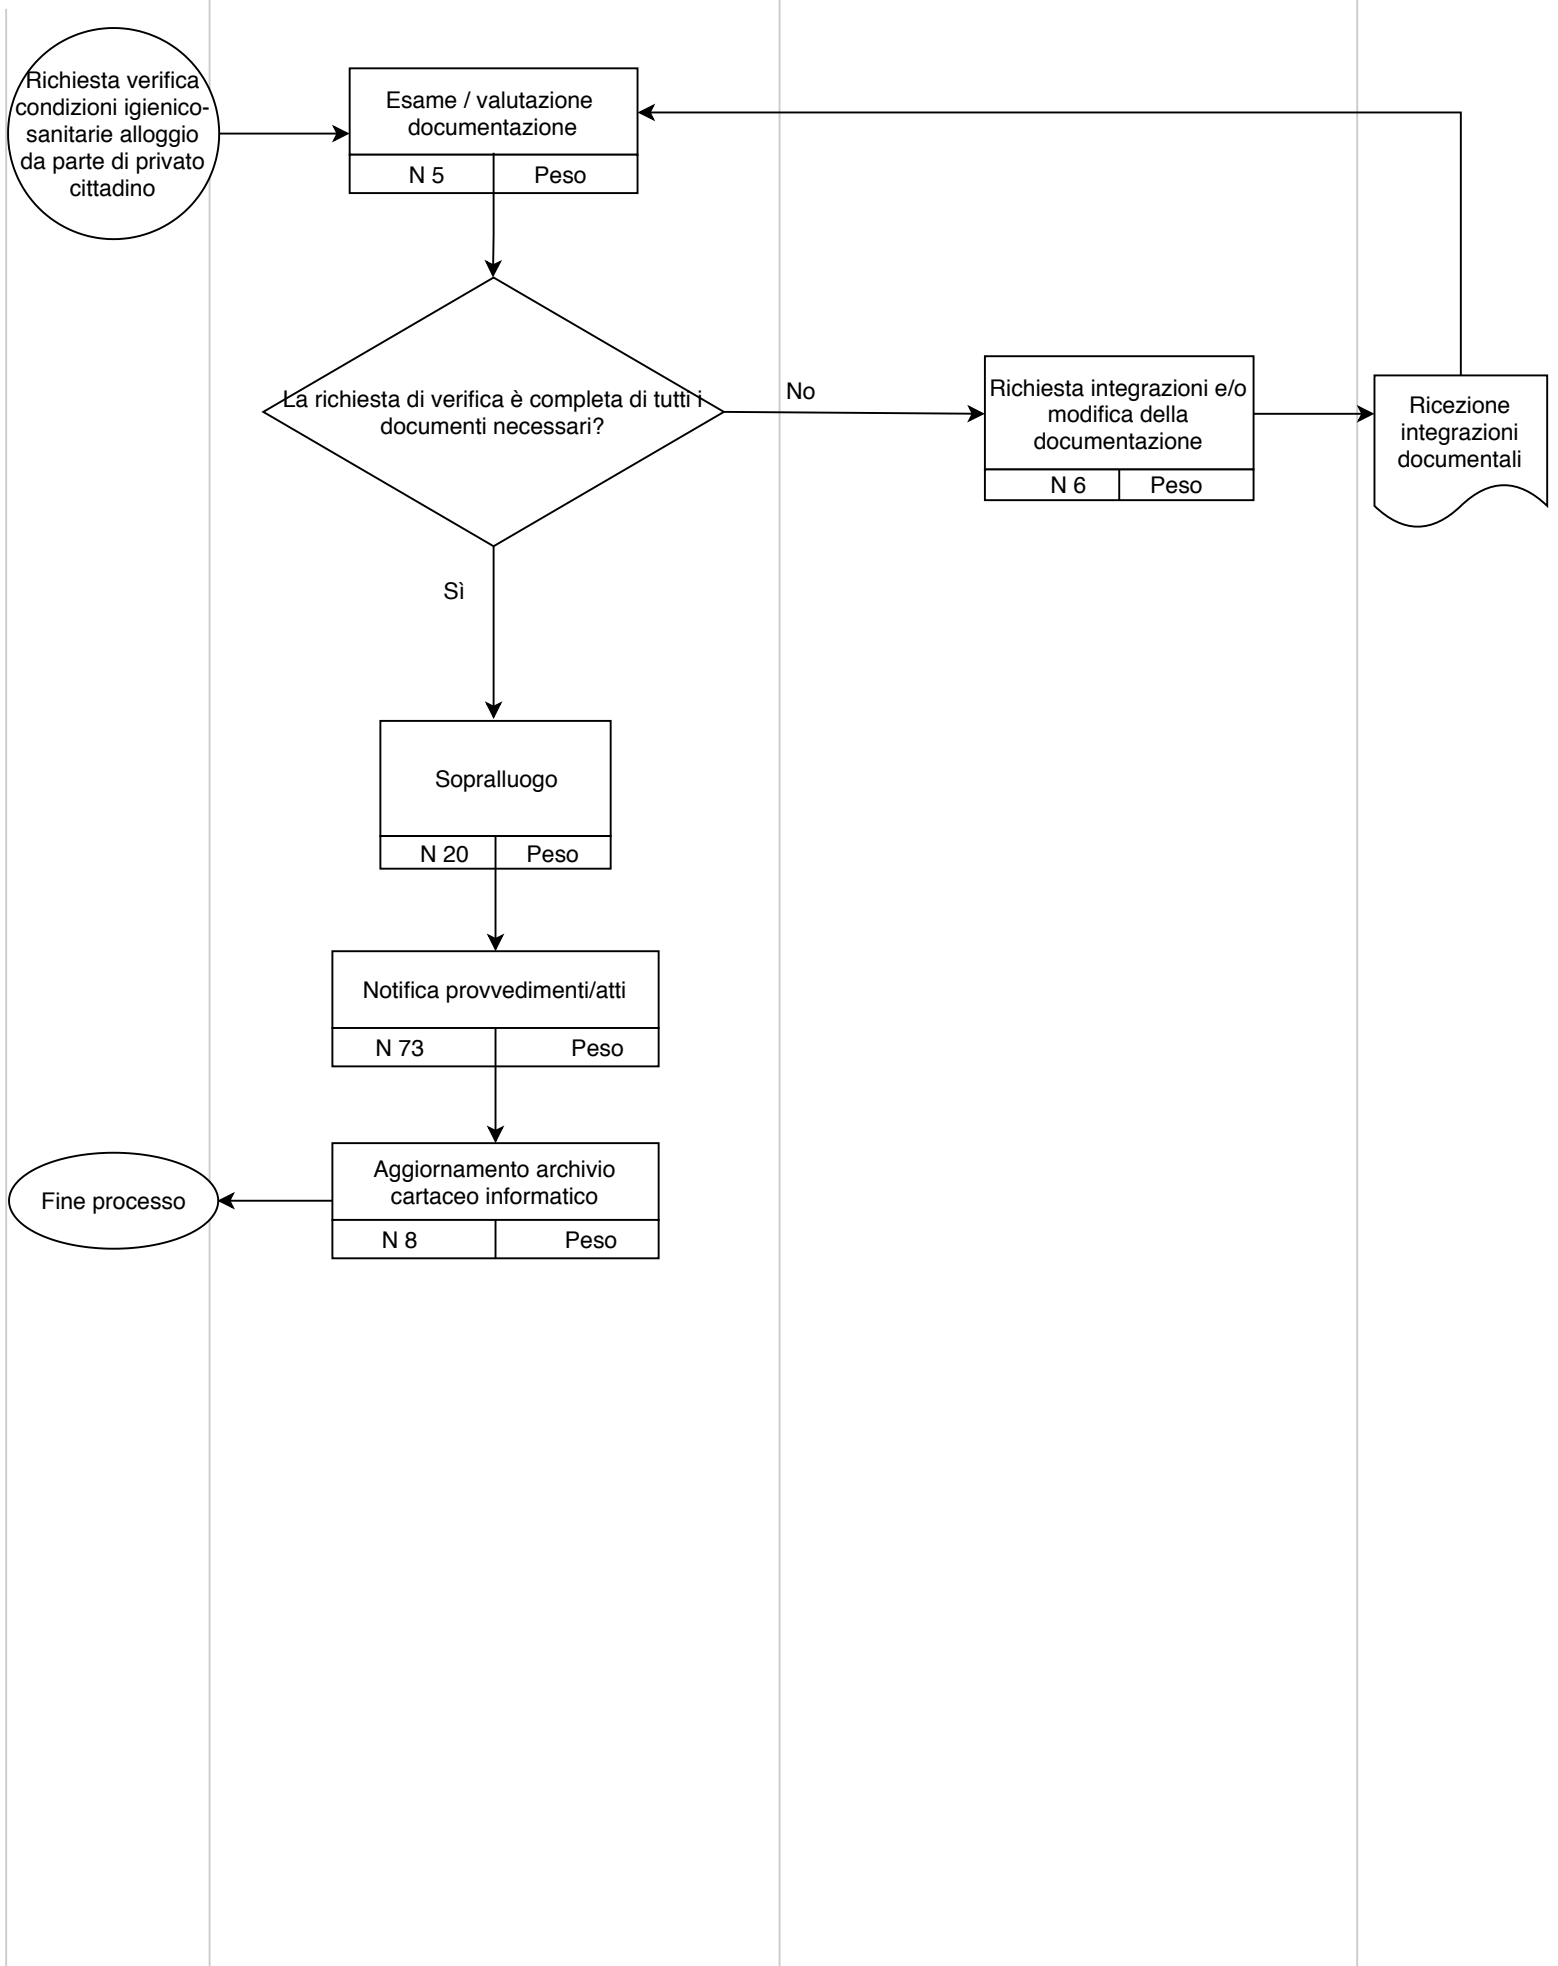 Richiesta verifica
condizioni igienico-
sanitarie alloggio
da parte di privato
cittadino
Esame / valutazione
documentazione
N 5
Peso
La richiesta di verifica è completa di tutti i
documenti necessari?
No
Richiesta integrazioni e/o
modifica della
documentazione
N 6
Peso
Ricezione
integrazioni
documentali
Sì
Sopralluogo
N 20
Peso
Notifica provvedimenti/atti
N 73
Peso
Aggiornamento archivio
cartaceo informatico
N 8
Peso
Fine processo